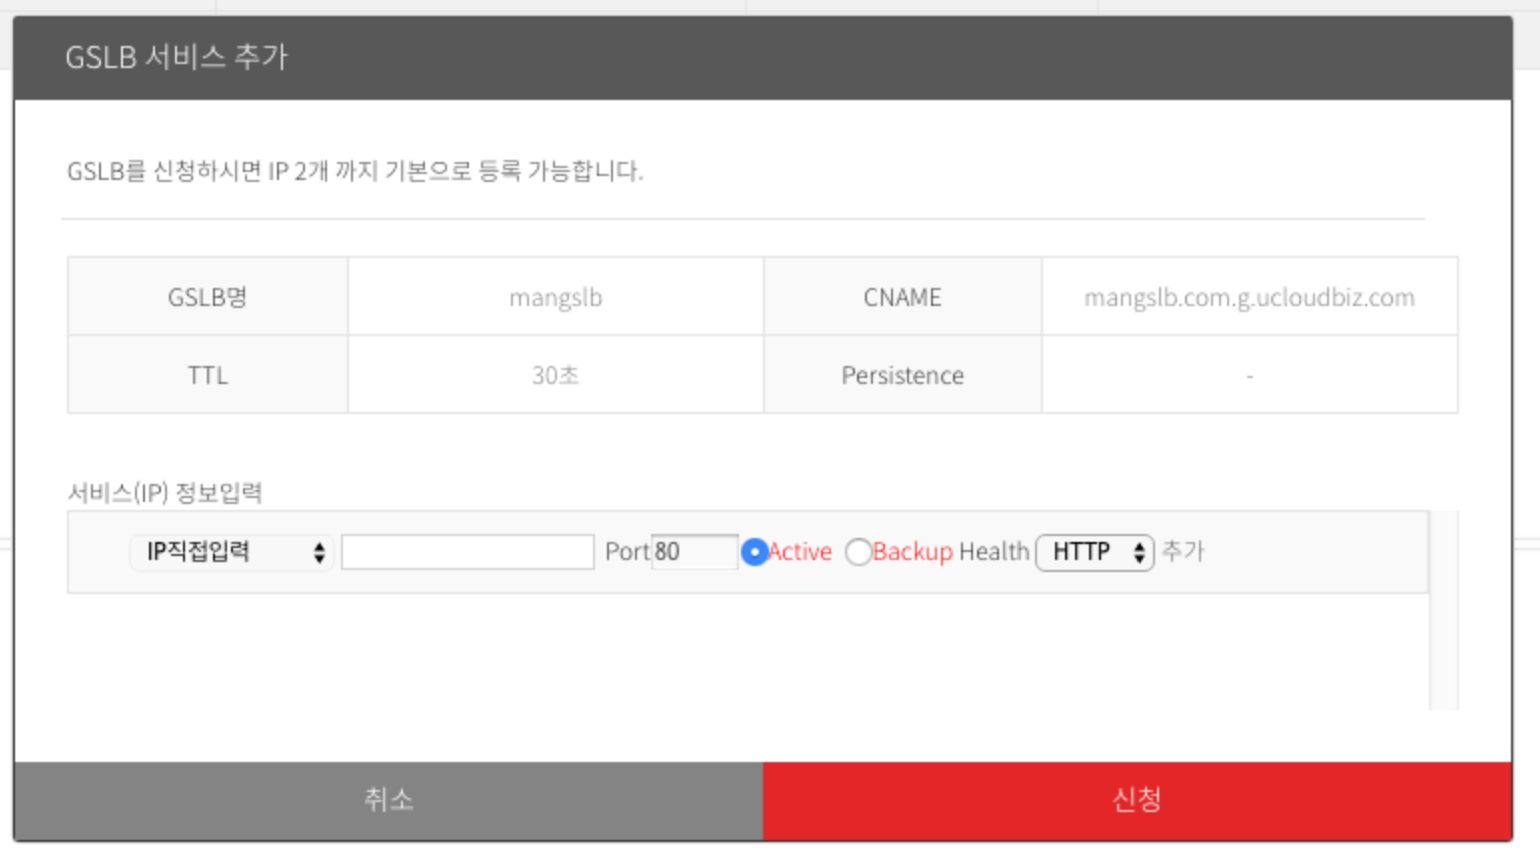 GSLB 서비스 추가
GSLB를 신청하시면 IP 2개 까지 기본으로 등록 가능합니다.
GSLB명 mangslb CNAME mangslb.com.g.ucloudbiz.com
TTL 30초 Persistence -
서비스(IP) 정보입력
IP직접입력 Port 80 Active Backup Health HTTP 추가
취소 신청